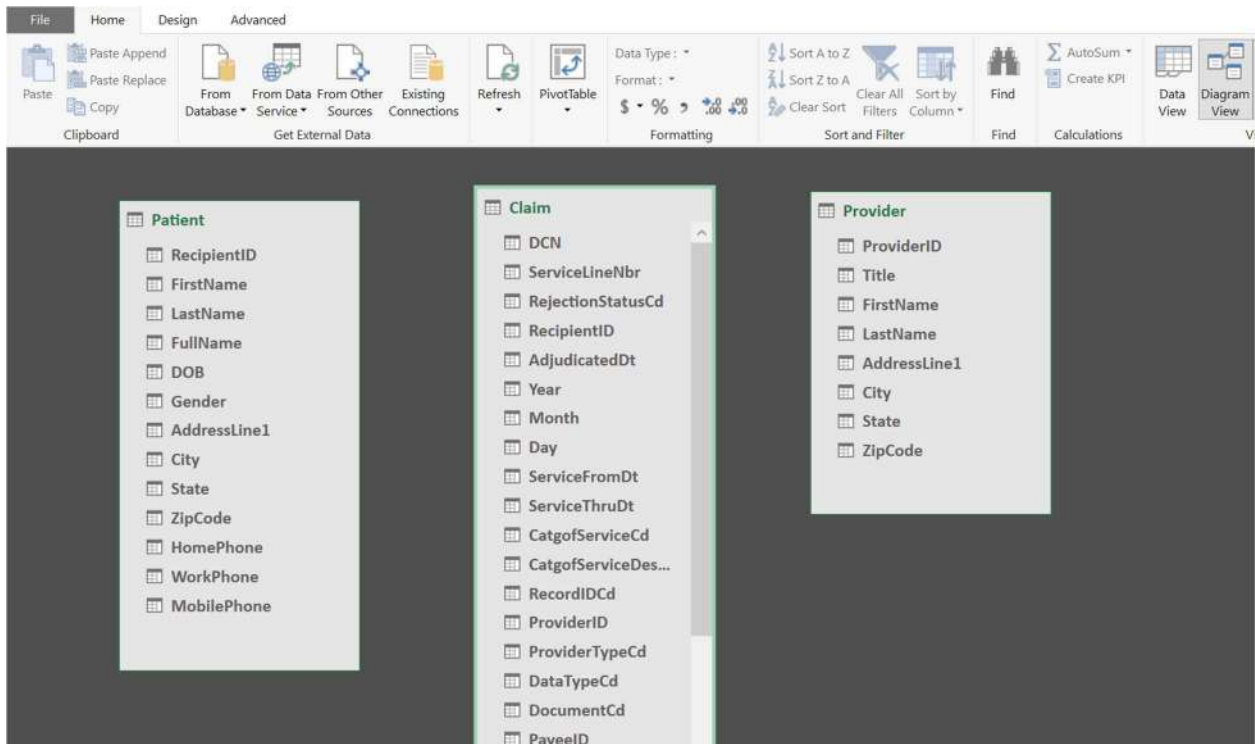 File Home Design Advanced
Paste
Paste Append
Paste Replace
Copy
Clipboard
From Database
From Data Service
From Other Sources
Existing Connections
Get External Data
Refresh
PivotTable
Data Type :
Format :
$ % , .00 .00
Formatting
Sort A to Z
Sort Z to A
Clear Sort
Clear All Filters
Sort by Column
Sort and Filter
Find
Find
AutoSum
Create KPI
Calculations
Data View
Diagram View
Patient
RecipientID
FirstName
LastName
FullName
DOB
Gender
AddressLine1
City
State
ZipCode
HomePhone
WorkPhone
MobilePhone
Claim
DCN
ServiceLineNbr
RejectionStatusCd
RecipientID
AdjudicatedDt
Year
Month
Day
ServiceFromDt
ServiceThruDt
CatgofServiceCd
CatgofServiceDes...
RecordIDCd
ProviderID
ProviderTypeCd
DataTypeCd
DocumentCd
PayeeID
Provider
ProviderID
Title
FirstName
LastName
AddressLine1
City
State
ZipCode